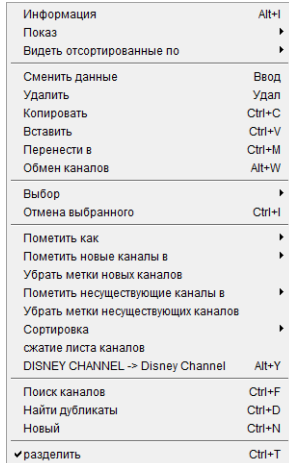 Информация Alt+I
Показ
Видеть отсортированные по
Сменить данные Ввод
Удалить Удал
Копировать Ctrl+C
Вставить Ctrl+V
Перенести в Ctrl+M
Обмен каналов Alt+W
Выбор
Отмена выбранного Ctrl+I
Пометить как
Пометить новые каналы в
Убрать метки новых каналов
Пометить несуществующие каналы в
Убрать метки несуществующих каналов
Сортировка
сжатие листа каналов
DISNEY CHANNEL -> Disney Channel Alt+Y
Поиск каналов Ctrl+F
Найти дубликаты Ctrl+D
Новый Ctrl+N
разделить Ctrl+T